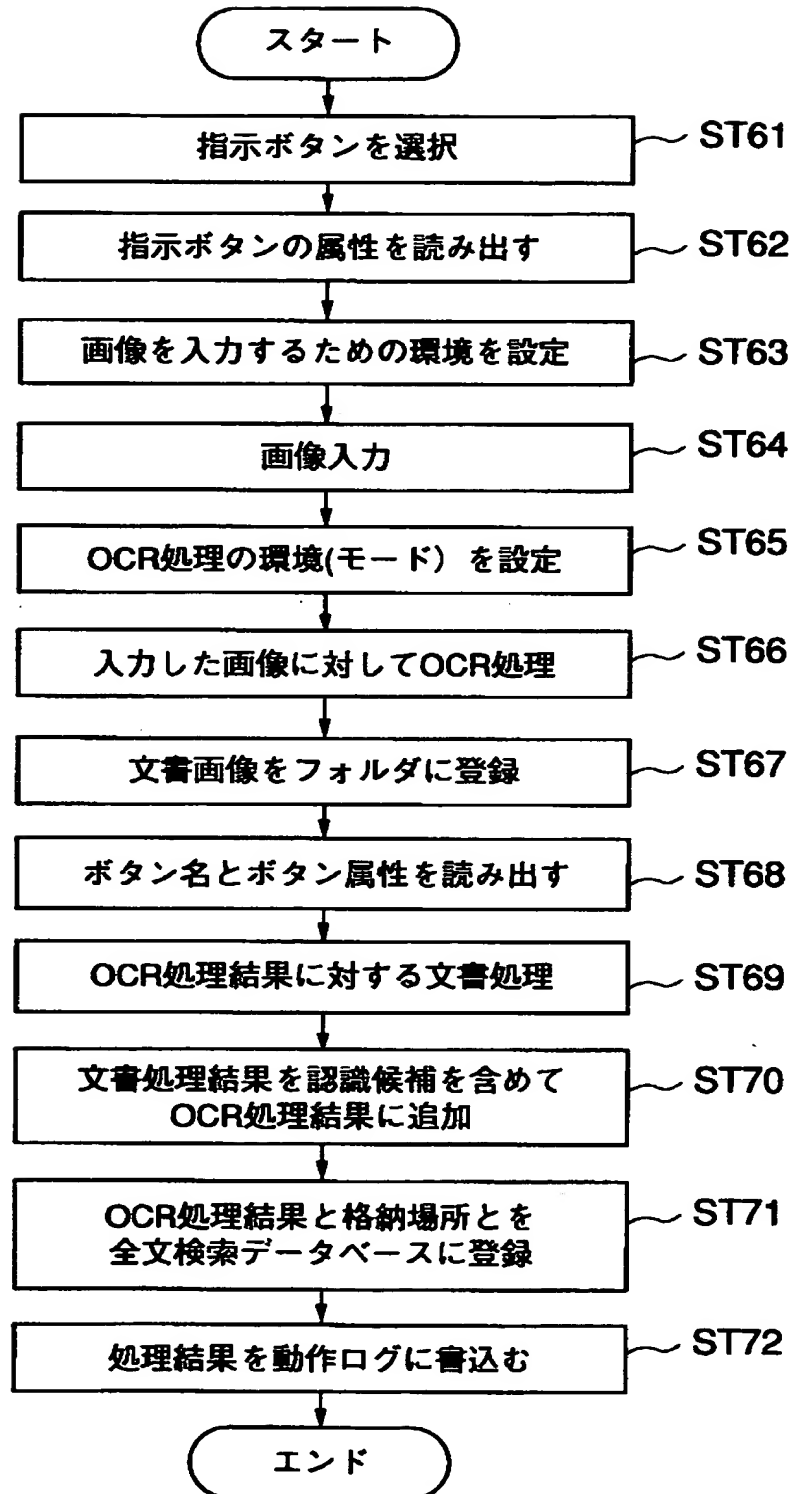 スタート
指示ボタンを選択
ST61
指示ボタンの属性を読み出す
ST62
画像を入力するための環境を設定
ST63
画像入力
ST64
OCR処理の環境(モード）を設定
ST65
入力した画像に対してOCR処理
ST66
文書画像をフォルダに登録
ST67
ボタン名とボタン属性を読み出す
ST68
OCR処理結果に対する文書処理
ST69
文書処理結果を認識候補を含めて
OCR処理結果に追加
ST70
OCR処理結果と格納場所とを
全文検索データベースに登録
ST71
処理結果を動作ログに書込む
ST72
エンド